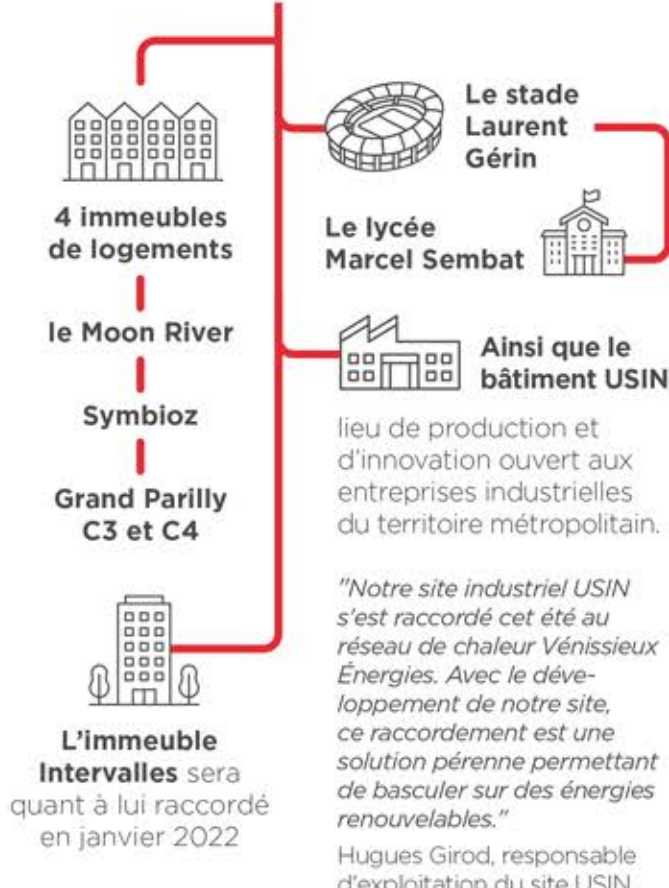 4 immeubles
de logements
le Moon River
Symbioz
Grand Parilly
C3 et C4
L'immeuble
Intervalles sera
quant à lui raccordé
en janvier 2022
Le stade
Laurent
Gérin
Le lycée
Marcel Sembat
Ainsi que le
bâtiment USIN
lieu de production et
d'innovation ouvert aux
entreprises industrielles
du territoire métropolitain.
"Notre site industriel USIN
s'est raccordé cet été au
réseau de chaleur Vénissieux
Énergies. Avec le déve-
loppement de notre site,
ce raccordement est une
solution pérenne permettant
de basculer sur des énergies
renouvelables."
Hugues Girod, responsable
d'exploitation du site USIN